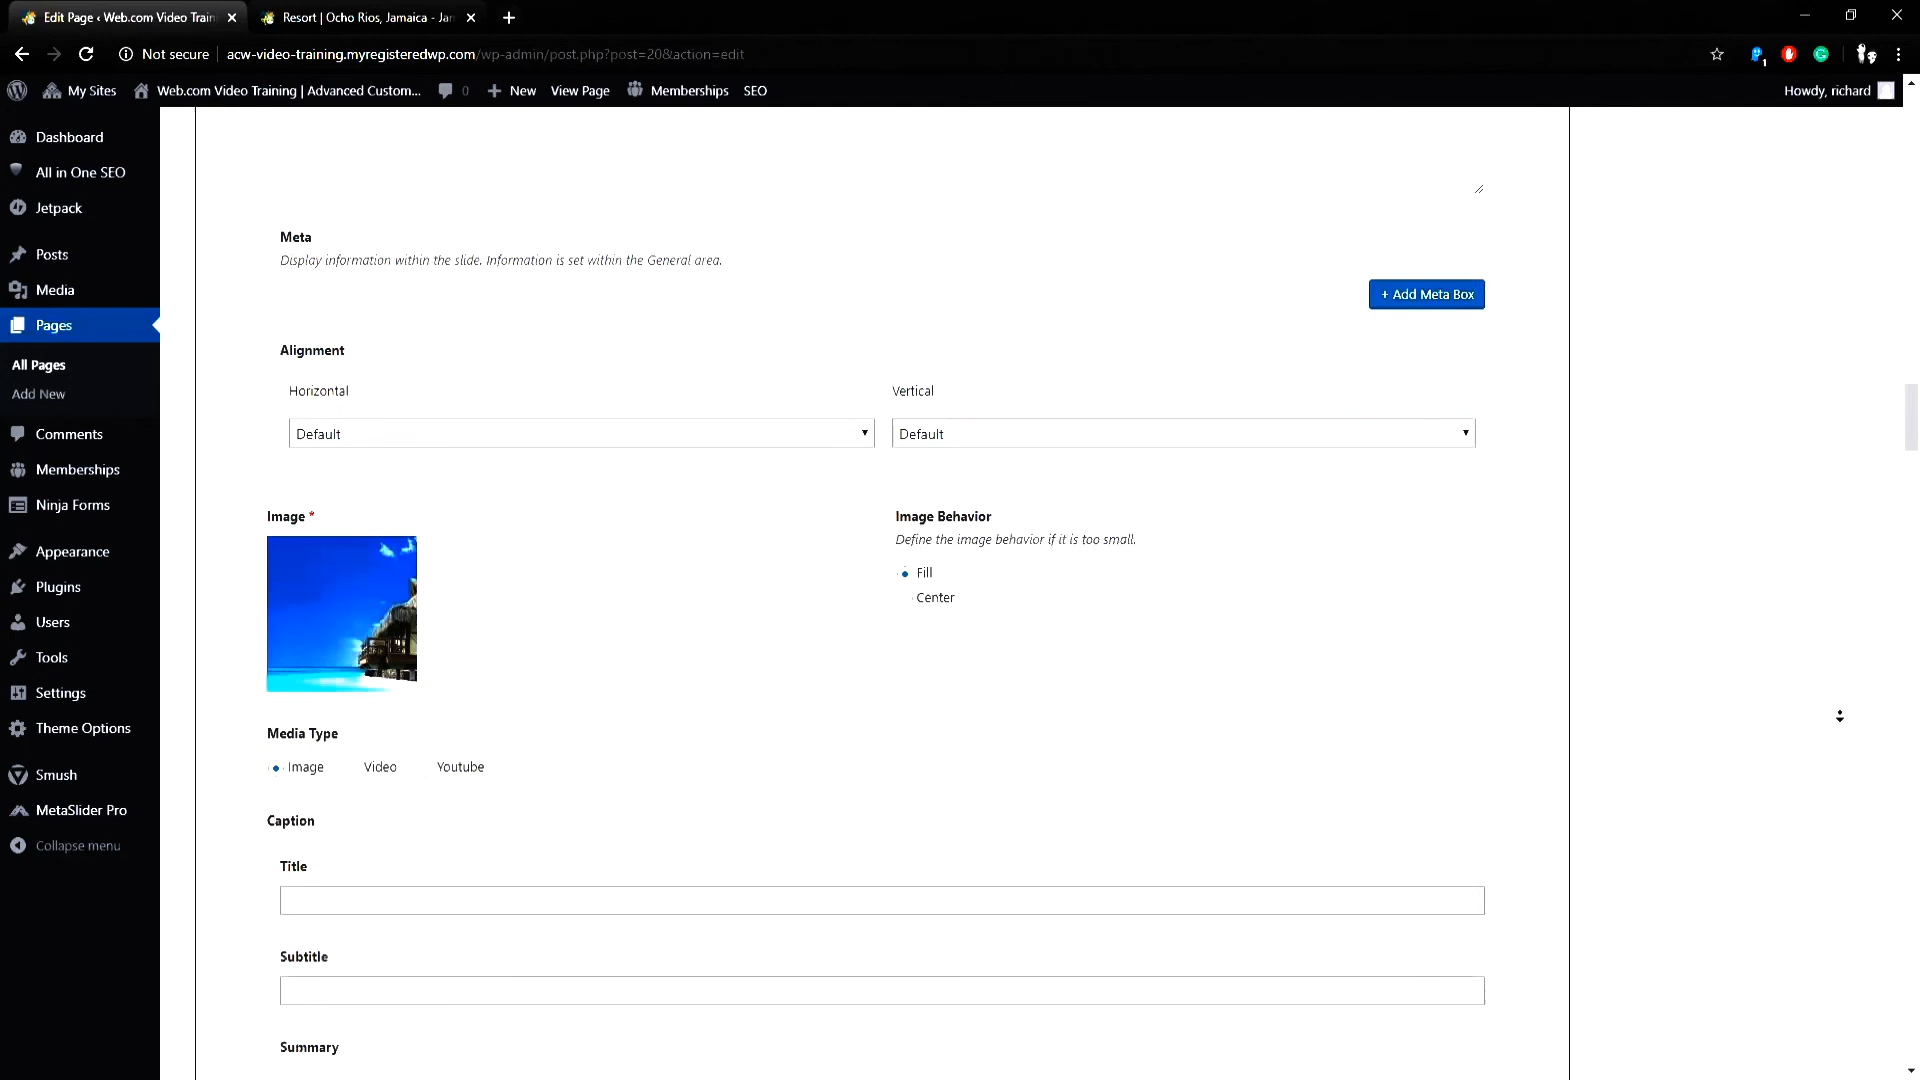 Edit Page ‹ Web.com Video Train
Resort | Ocho Rios, Jamaica - Jan
Not secure
acw-video-training.myregisteredwp.com/wp-admin/post.php?post=20&action=edit
1
My Sites
Web.com Video Training | Advanced Custom...
0
New
View Page
Memberships
SEO
Howdy, richard
Dashboard
All in One SEO
Jetpack
Posts
Media
Pages
All Pages
Add New
Comments
Memberships
Ninja Forms
Appearance
Plugins
Users
Tools
Settings
Theme Options
Smush
MetaSlider Pro
Collapse menu
Meta
Display information within the slide. Information is set within the General area.
+ Add Meta Box
Alignment
Horizontal
Vertical
Default
Default
Image *
Image Behavior
Define the image behavior if it is too small.
Fill
Center
Media Type
Image
Video
Youtube
Caption
Title
Subtitle
Summary